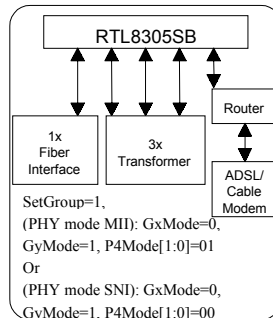 RTL8305SB
1x
Fiber
Interface
3x
Transformer
Router
ADSL/
Cable
Modem
SetGroup=1,
(PHY mode MII): GxMode=0,
GyMode=1, P4Mode[1:0]=01
Or
(PHY mode SNI): GxMode=0,
GyMode=1, P4Mode[1:0]=00